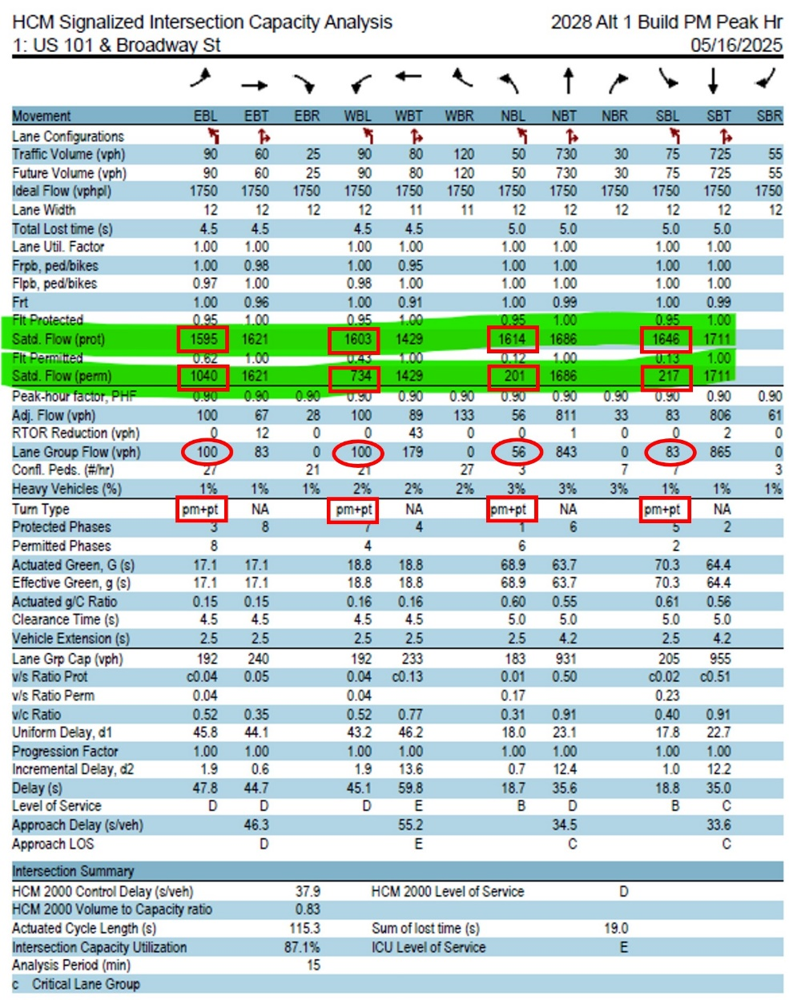 HCM Signalized Intersection Capacity Analysis 2028 Alt 1 Build PM Peak Hr
1: US 101 & Broadway St 05/16/2025
Movement EBL EBT EBR WBL WBT WBR NBL NBT NBR SBL SBT SBR
Lane Configurations
Traffic Volume (vph) 90 60 25 90 80 120 50 730 30 75 725 55
Future Volume (vph) 90 60 25 90 80 120 50 730 30 75 725 55
Ideal Flow (vphpl) 1750 1750 1750 1750 1750 1750 1750 1750 1750 1750 1750 1750
Lane Width 12 12 12 12 11 11 12 12 12 12 12 12
Total Lost time (s) 4.5 4.5 4.5 4.5 5.0 5.0 5.0 5.0
Lane Util. Factor 1.00 1.00 1.00 1.00 1.00 1.00 1.00 1.00
Frpb, ped/bikes 1.00 0.98 1.00 0.95 1.00 1.00 1.00 1.00
Flpb, ped/bikes 0.97 1.00 0.98 1.00 1.00 1.00 1.00 1.00
Frt 1.00 0.96 1.00 0.91 1.00 0.99 1.00 0.99
Flt Protected 0.95 1.00 0.95 1.00 0.95 1.00 0.95 1.00
Satd. Flow (prot) 1595 1621 1603 1429 1614 1686 1646 1711
Flt Permitted 0.62 1.00 0.43 1.00 0.12 1.00 0.13 1.00
Satd. Flow (perm) 1040 1621 734 1429 201 1686 217 1711
Peak-hour factor, PHF 0.90 0.90 0.90 0.90 0.90 0.90 0.90 0.90 0.90 0.90 0.90 0.90
Adj. Flow (vph) 100 67 28 100 89 133 56 811 33 83 806 61
RTOR Reduction (vph) 0 12 0 0 43 0 0 1 0 0 2 0
Lane Group Flow (vph) 100 83 0 100 179 0 56 843 0 83 865 0
Confl. Peds. (#/hr) 27 21 21 27 3 7 7 3
Heavy Vehicles (%) 1% 1% 1% 2% 2% 2% 3% 3% 3% 1% 1% 1%
Turn Type pm+pt NA pm+pt NA pm+pt NA pm+pt NA
Protected Phases 3 8 7 4 1 6 5 2
Permitted Phases 8 4 6 2
Actuated Green, G (s) 17.1 17.1 18.8 18.8 68.9 63.7 70.3 64.4
Effective Green, g (s) 17.1 17.1 18.8 18.8 68.9 63.7 70.3 64.4
Actuated g/C Ratio 0.15 0.15 0.16 0.16 0.60 0.55 0.61 0.56
Clearance Time (s) 4.5 4.5 4.5 4.5 5.0 5.0 5.0 5.0
Vehicle Extension (s) 2.5 2.5 2.5 2.5 2.5 4.2 2.5 4.2
Lane Grp Cap (vph) 192 240 192 233 183 931 205 955
v/s Ratio Prot c0.04 0.05 0.04 c0.13 0.01 0.50 c0.02 c0.51
v/s Ratio Perm 0.04 0.04 0.17 0.23
v/c Ratio 0.52 0.35 0.52 0.77 0.31 0.91 0.40 0.91
Uniform Delay, d1 45.8 44.1 43.2 46.2 18.0 23.1 17.8 22.7
Progression Factor 1.00 1.00 1.00 1.00 1.00 1.00 1.00 1.00
Incremental Delay, d2 1.9 0.6 1.9 13.6 0.7 12.4 1.0 12.2
Delay (s) 47.8 44.7 45.1 59.8 18.7 35.6 18.8 35.0
Level of Service D D D E B D B C
Approach Delay (s/veh) 46.3 55.2 34.5 33.6
Approach LOS D E C C
Intersection Summary
HCM 2000 Control Delay (s/veh) 37.9 HCM 2000 Level of Service D
HCM 2000 Volume to Capacity ratio 0.83
Actuated Cycle Length (s) 115.3 Sum of lost time (s) 19.0
Intersection Capacity Utilization 87.1% ICU Level of Service E
Analysis Period (min) 15
c Critical Lane Group